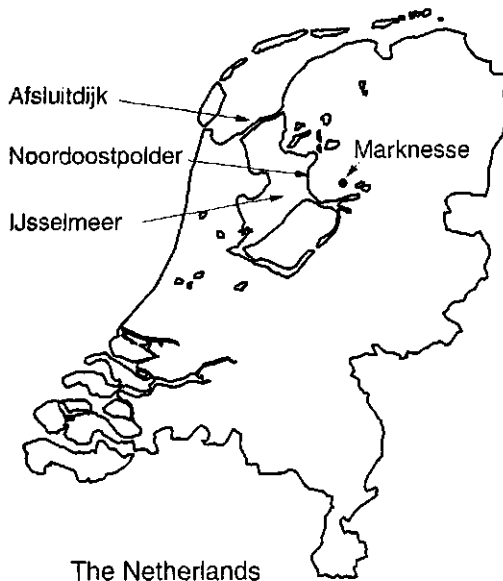 Afsluitdijk
Noordoostpolder
Marknesse
IJsselmeer
The Netherlands